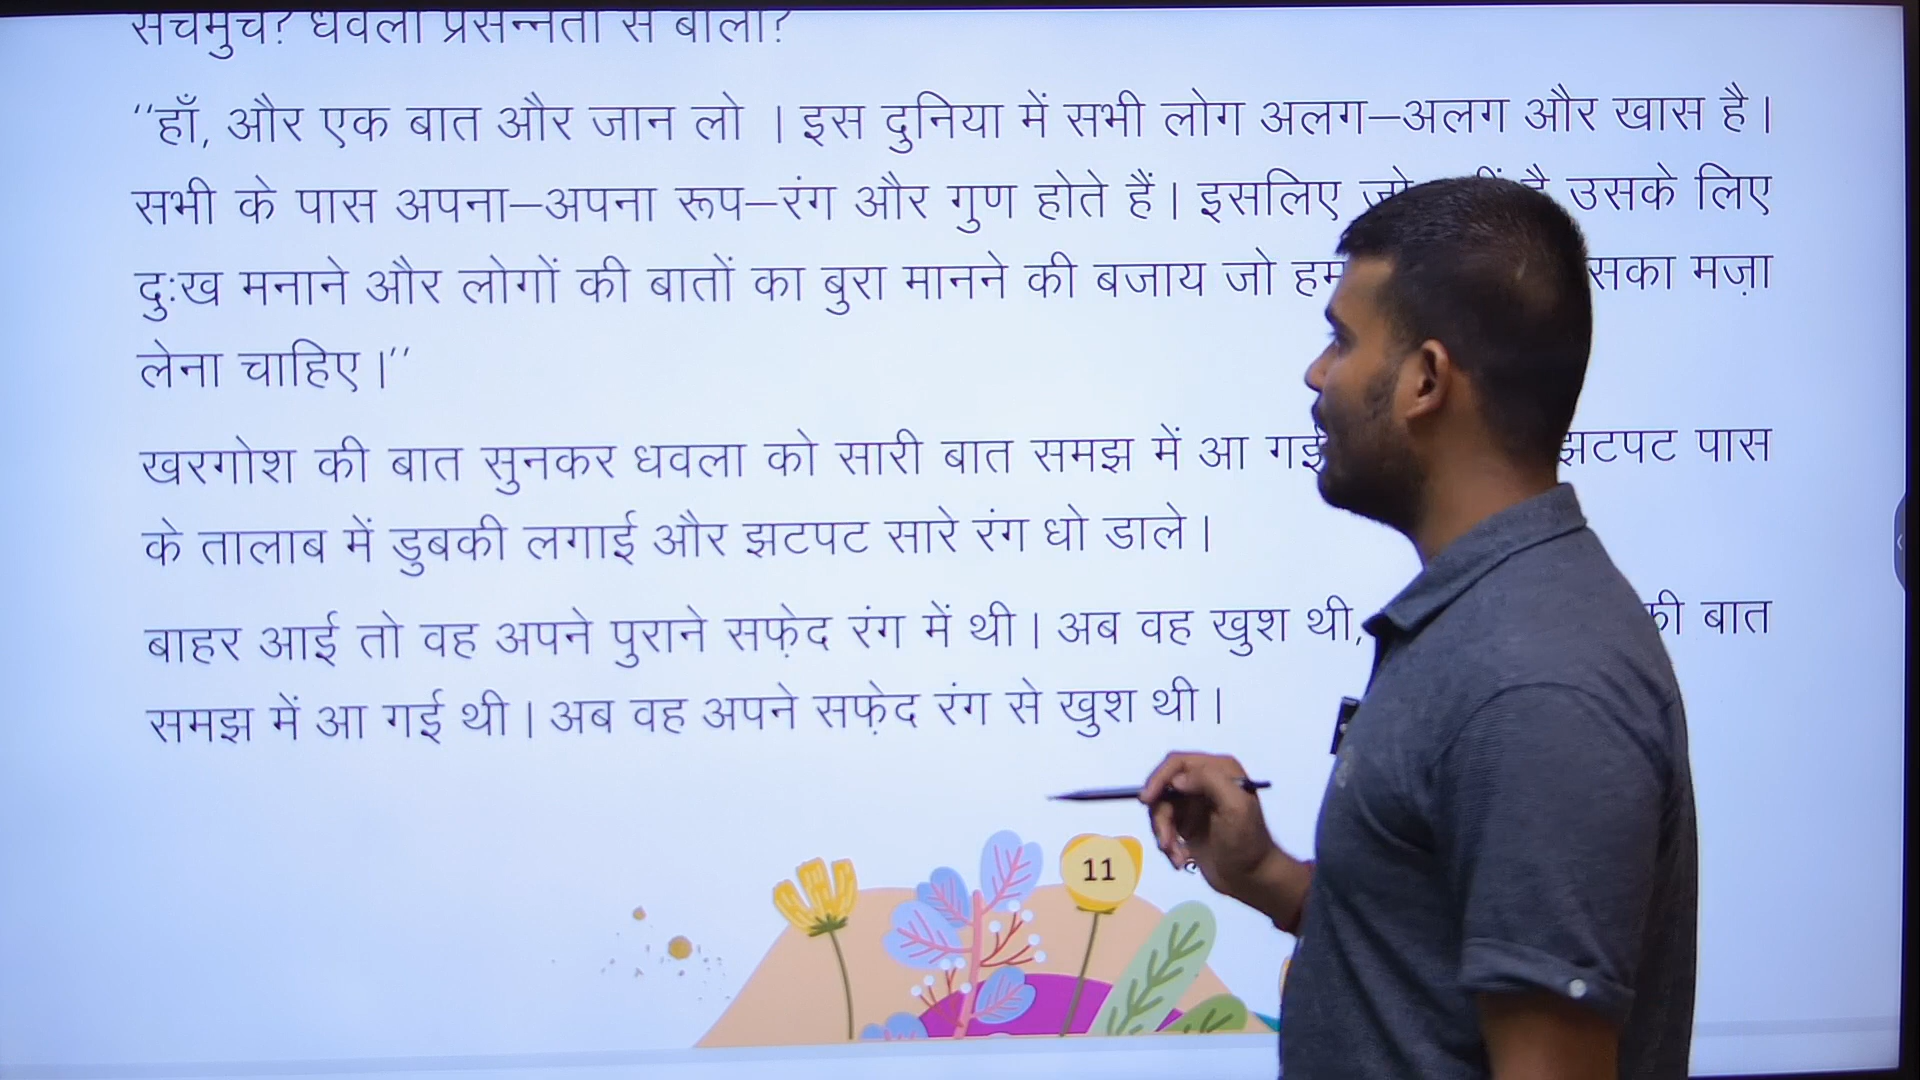 सचमुच? धवला प्रसन्नता से बोली?
‘‘हाँ, और एक बात और जान लो । इस दुनिया में सभी लोग अलग–अलग और खास है।
सभी के पास अपना–अपना रूप–रंग और गुण होते हैं। इसलिए उसके लिए
दुःख मनाने और लोगों की बातों का बुरा मानने की बजाय जो मज़ा
लेना चाहिए।’’
खरगोश की बात सुनकर धवला को सारी बात समझ में आ गई झटपट पास
के तालाब में डुबकी लगाई और झटपट सारे रंग धो डाले।
बाहर आई तो वह अपने पुराने सफ़ेद रंग में थी। अब वह खुश थी, की बात
समझ में आ गई थी। अब वह अपने सफ़ेद रंग से खुश थी।
11